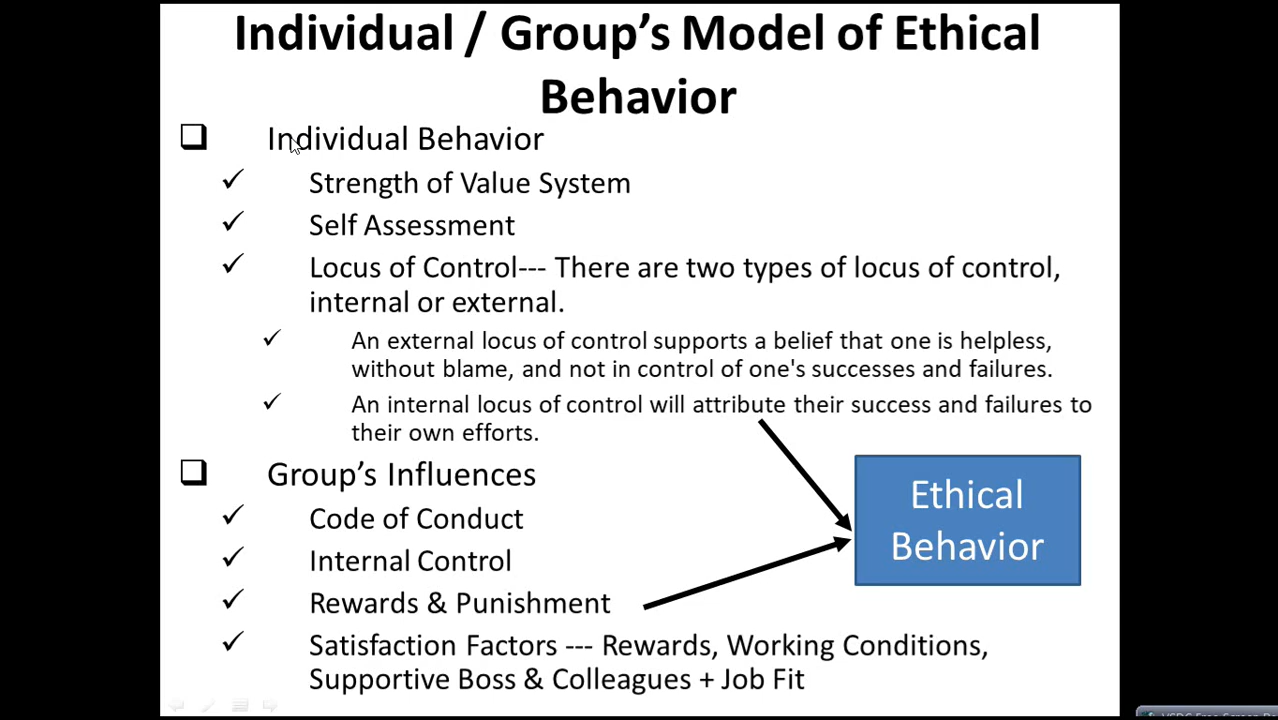 Individual / Group's Model of Ethical
Behavior
Individual Behavior
Strength of Value System
Self Assessment
Locus of Control--- There are two types of locus of control,
internal or external.
An external locus of control supports a belief that one is helpless,
without blame, and not in control of one's successes and failures.
An internal locus of control will attribute their success and failures to
their own efforts.
Group's Influences
Code of Conduct
Internal Control
Rewards & Punishment
Satisfaction Factors --- Rewards, Working Conditions,
Supportive Boss & Colleagues + Job Fit
Ethical
Behavior